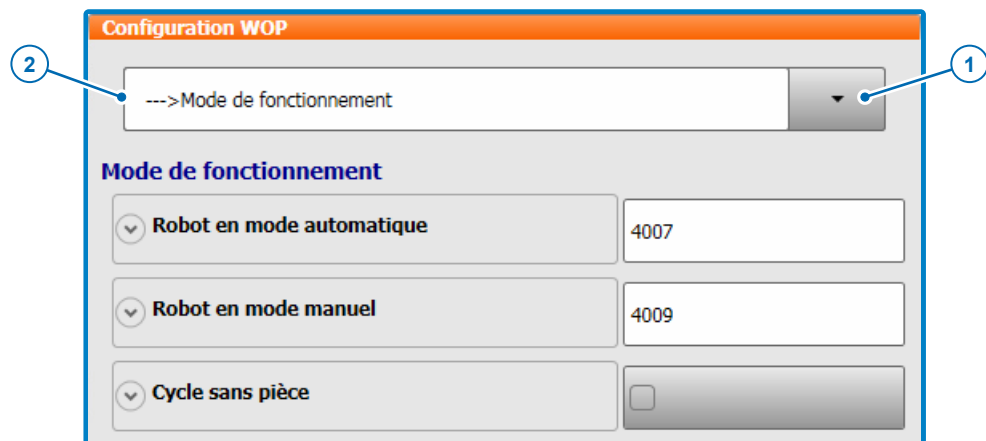 Configuration WOP
2
1
--->Mode de fonctionnement
Mode de fonctionnement
Robot en mode automatique
4007
Robot en mode manuel
4009
Cycle sans pièce